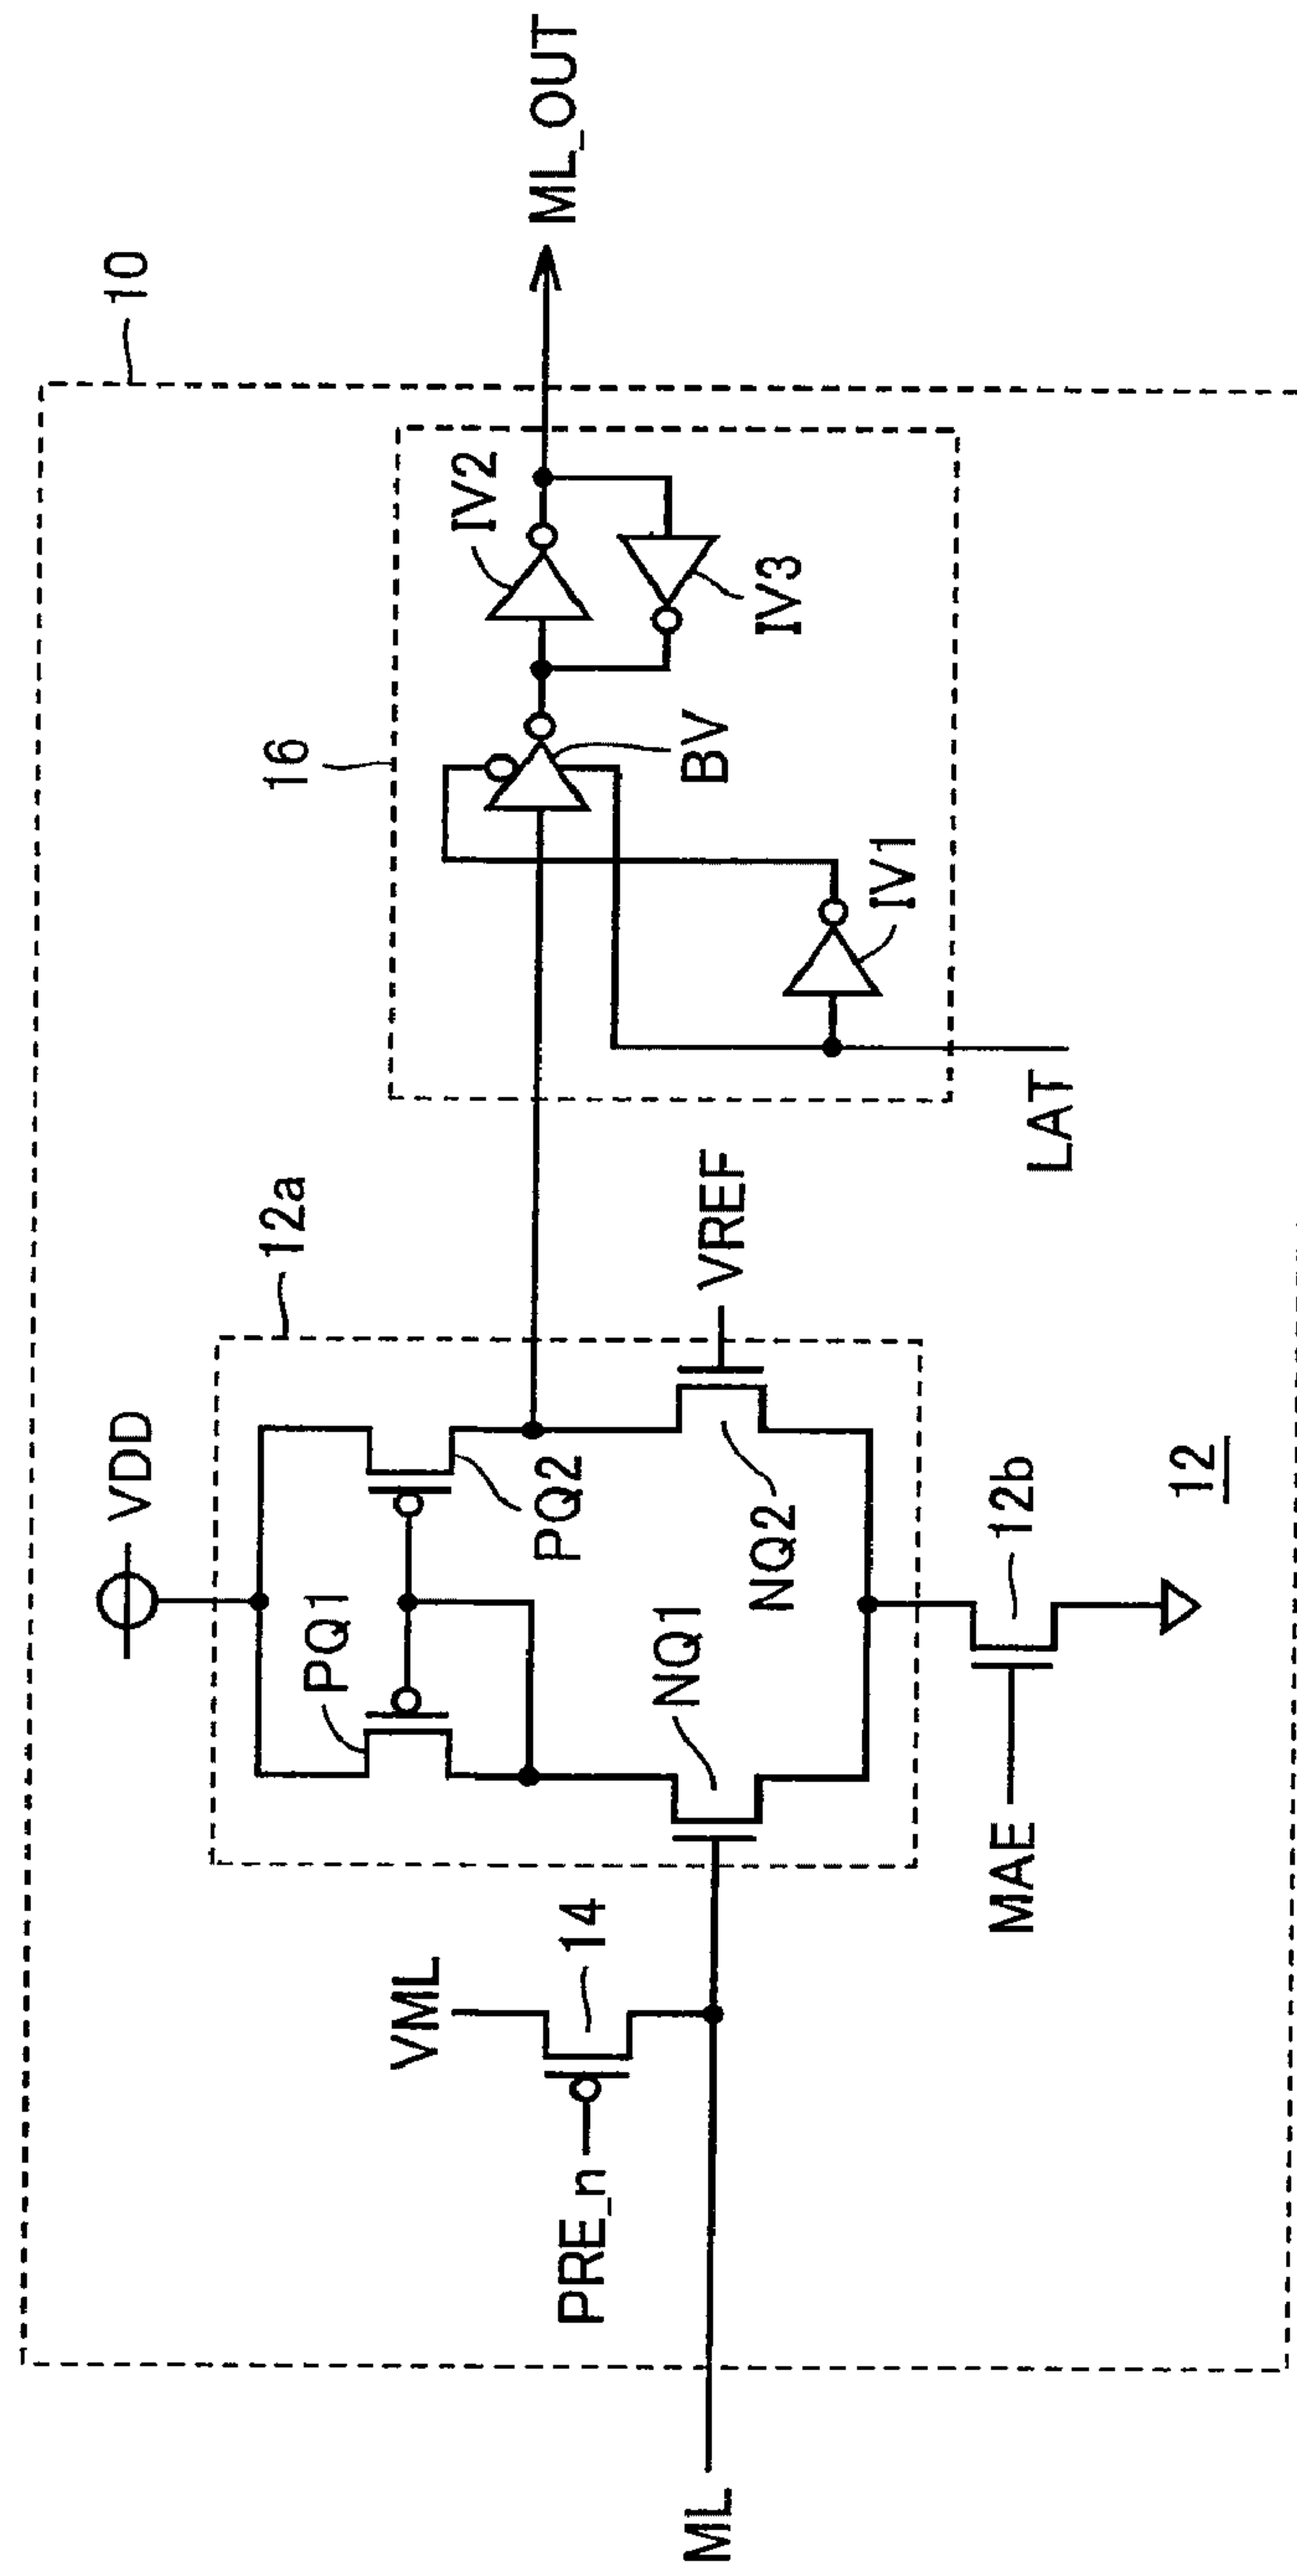 10
VDD
12a
16
ML_OUT
PQ1
PQ2
VML
14
PRE_n
IV2
BV
IV3
NQ1
NQ2
VREF
ML
IV1
MAE
12b
LAT
12